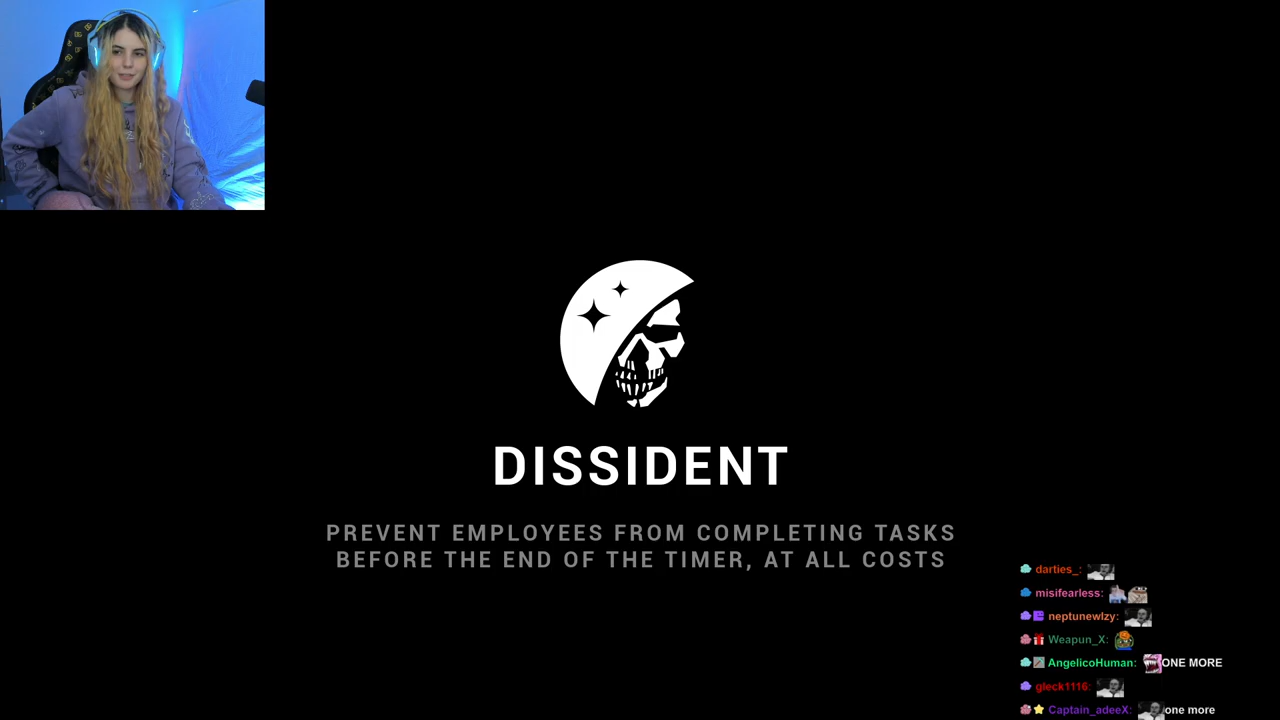 DISSIDENT
PREVENT EMPLOYEES FROM COMPLETING TASKS
BEFORE THE END OF THE TIMER, AT ALL COSTS
darties_:
misifearless:
neptunewlzy:
Weapun_X:
AngelicoHuman: ONE MORE
gleck1116:
Captain_adeeX: one more